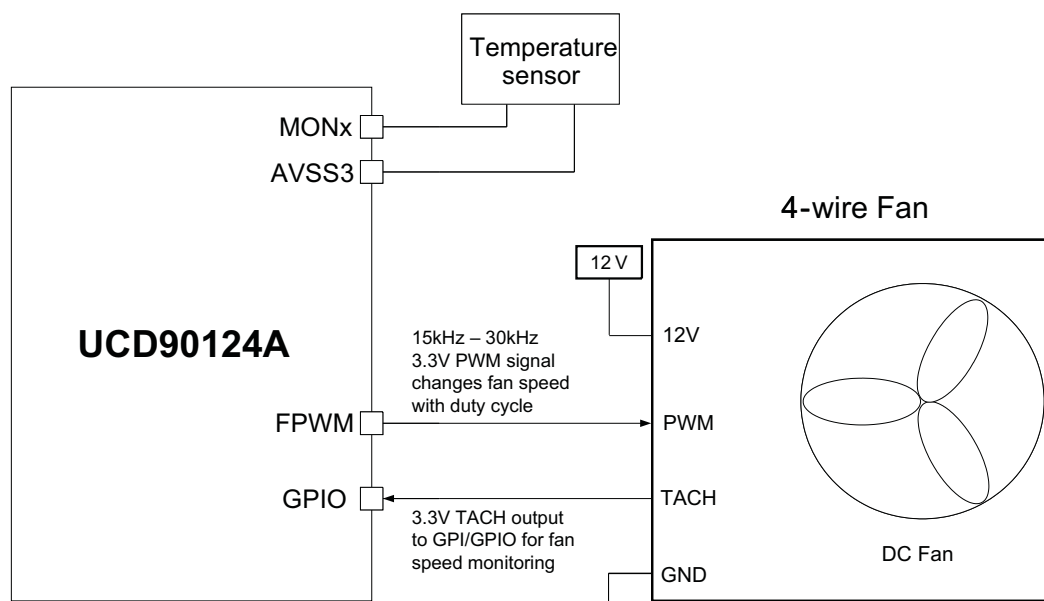 Temperature
sensor
MONx
AVSS3
4-wire Fan
12 V
UCD90124A
15kHz – 30kHz
3.3V PWM signal
changes fan speed
with duty cycle
12V
FPWM
PWM
GPIO
TACH
3.3V TACH output
to GPI/GPIO for fan
speed monitoring
DC Fan
GND